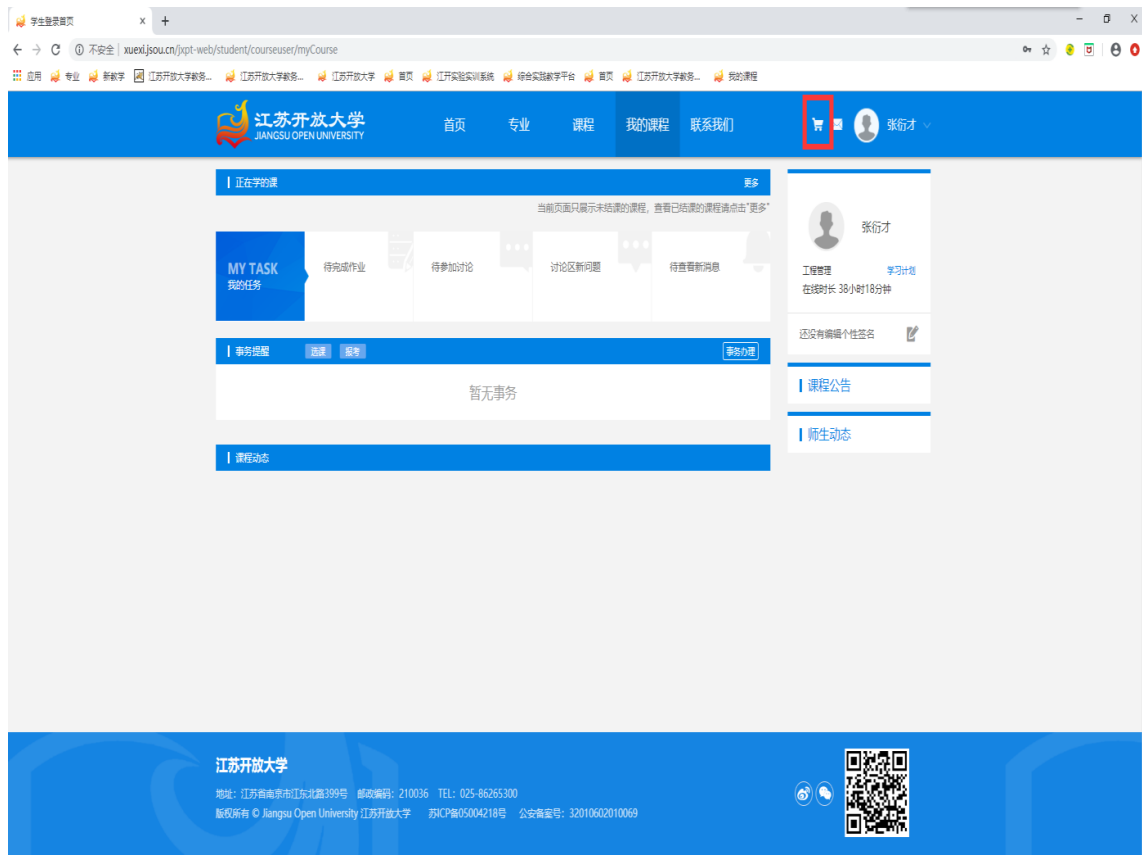 学生登录首页
不安全 | xuexi.jsou.cn/jxpt-web/student/courseuser/myCourse
应用 专业 新教学 江苏开放大学教务... 江苏开放大学教务... 江苏开放大学 首页 江开实验实训系统 综合实践教学平台 首页 江苏开放大学教务... 我的课程
江苏开放大学
JIANGSU OPEN UNIVERSITY
首页 专业 课程 我的课程 联系我们 张衍才
正在学的课 更多
当前页面只展示未结课的课程，查看已结课的课程请点击"更多"
MY TASK
我的任务
待完成作业 待参加讨论 讨论区新问题 待查看新消息
事务提醒 选课 报考 事务办理
暂无事务
课程动态
张衍才
工程管理 学习计划
在线时长 38小时18分钟
还没有编辑个性签名
课程公告
师生动态
江苏开放大学
地址：江苏省南京市江东北路399号 邮政编码：210036 TEL：025-86265300
版权所有 © Jiangsu Open University 江苏开放大学 苏ICP备05004218号 公安备案号：32010602010069